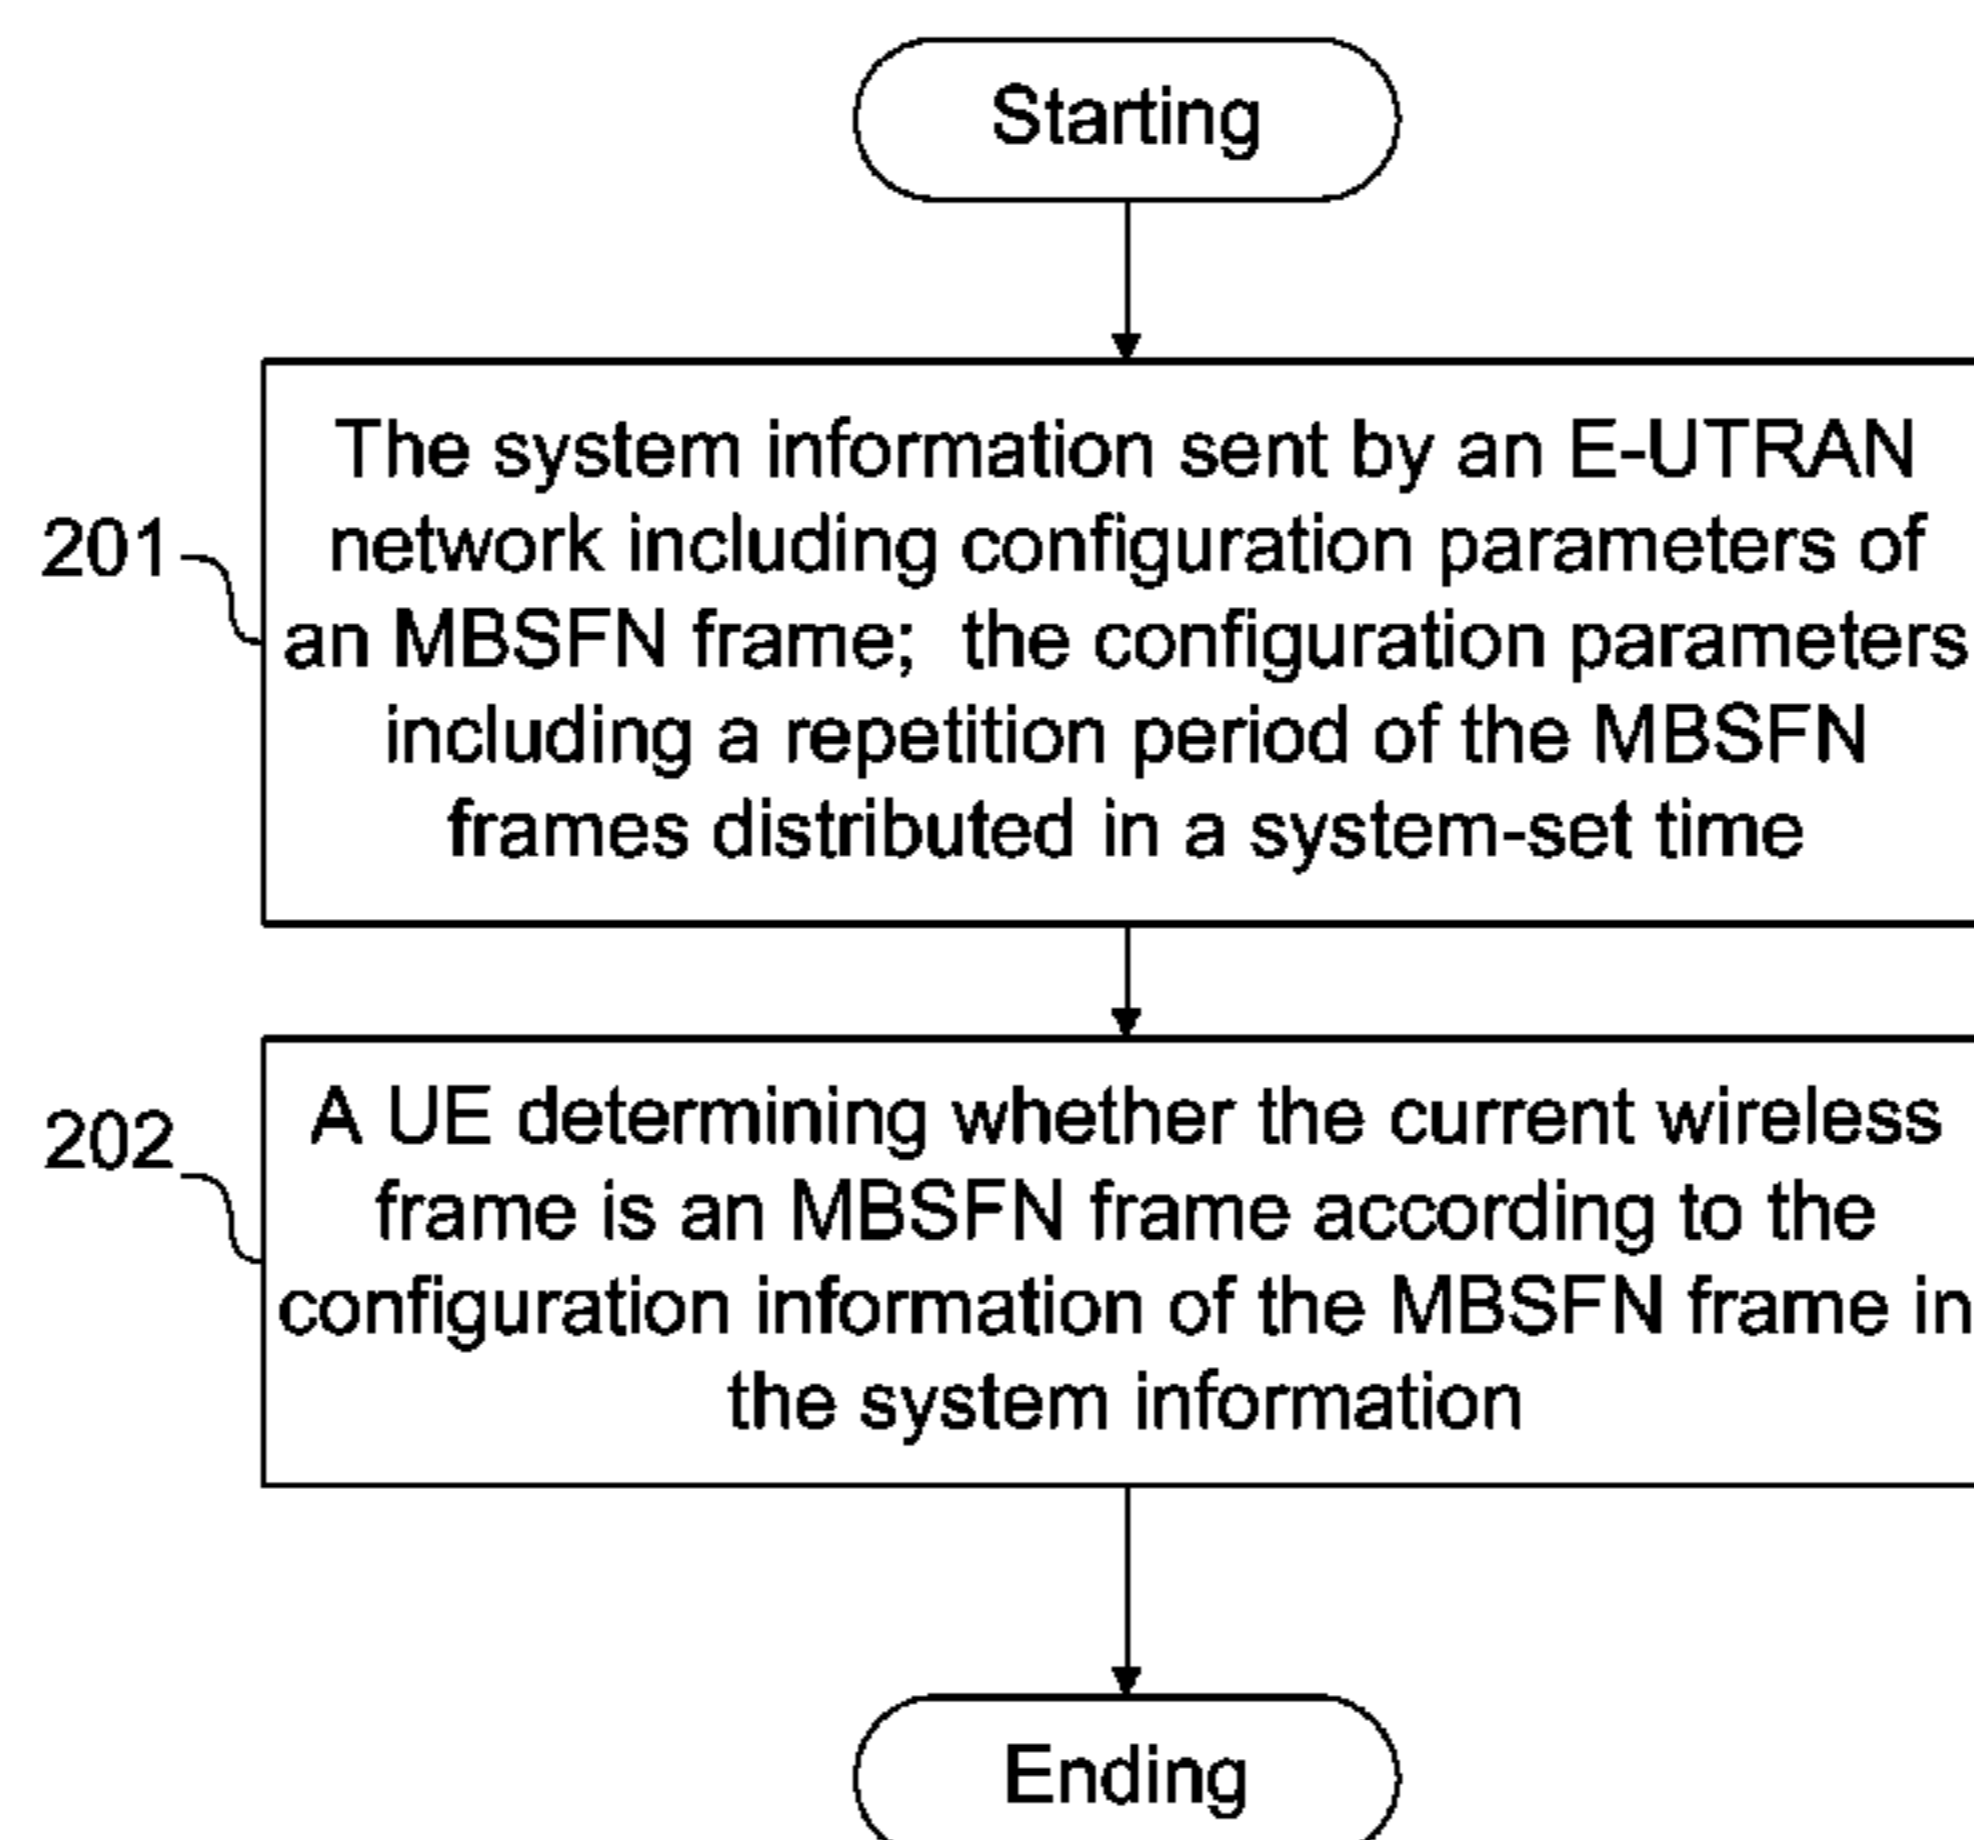 Starting
201
The system information sent by an E-UTRAN
network including configuration parameters of
an MBSFN frame; the configuration parameters
including a repetition period of the MBSFN
frames distributed in a system-set time
202
A UE determining whether the current wireless
frame is an MBSFN frame according to the
configuration information of the MBSFN frame in
the system information
Ending